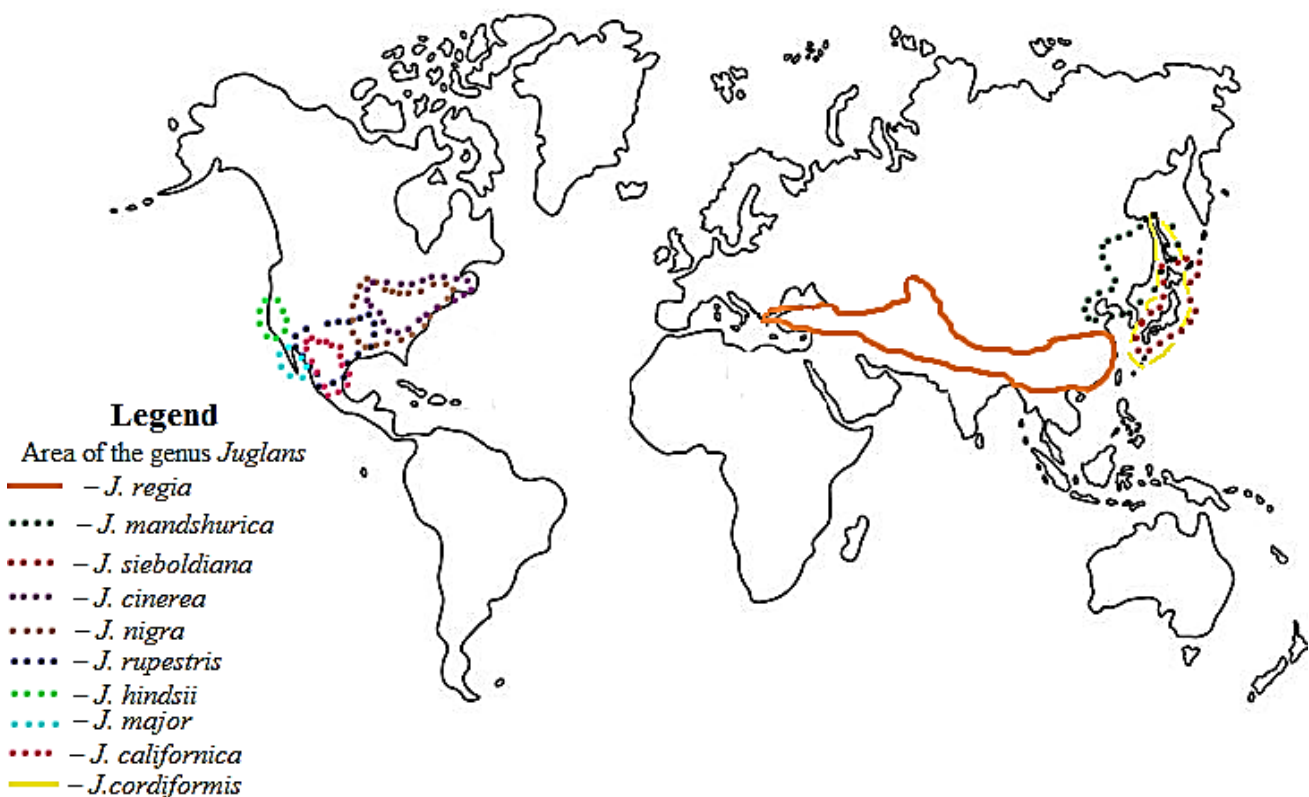 Legend
Area of the genus Juglans
– J. regia
– J. mandshurica
– J. sieboldiana
– J. cinerea
– J. nigra
– J. rupestris
– J. hindsii
– J. major
– J. californica
– J.cordiformis